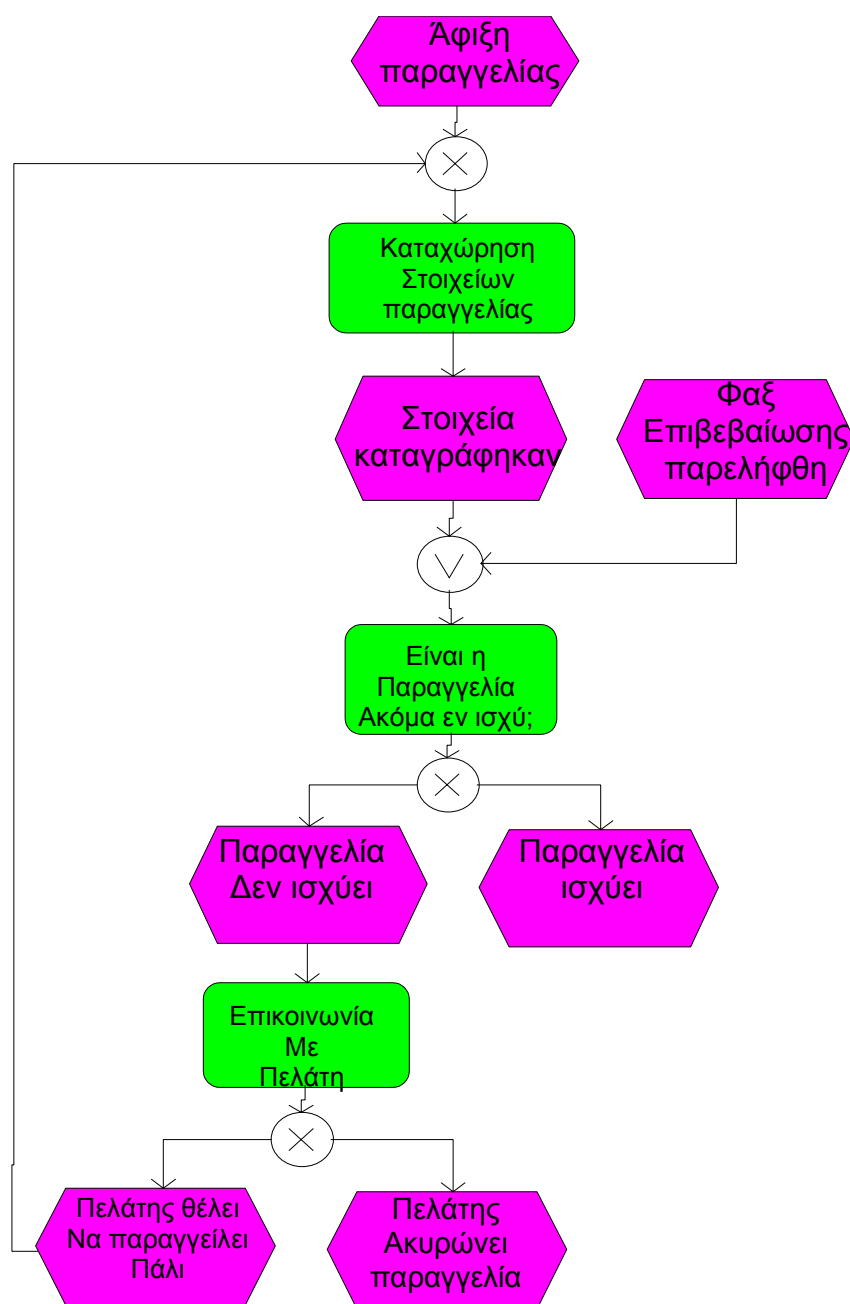 Άφιξη
παραγγελίας
Καταχώρηση
Στοιχείων
παραγγελίας
Στοιχεία
καταγράφηκαν
Φαξ
Επιβεβαίωσης
παρελήφθη
Είναι η
Παραγγελία
Ακόμα εν ισχύ;
Παραγγελία
Δεν ισχύει
Παραγγελία
ισχύει
Επικοινωνία
Με
Πελάτη
Πελάτης θέλει
Να παραγγείλει
Πάλι
Πελάτης
Ακυρώνει
παραγγελία